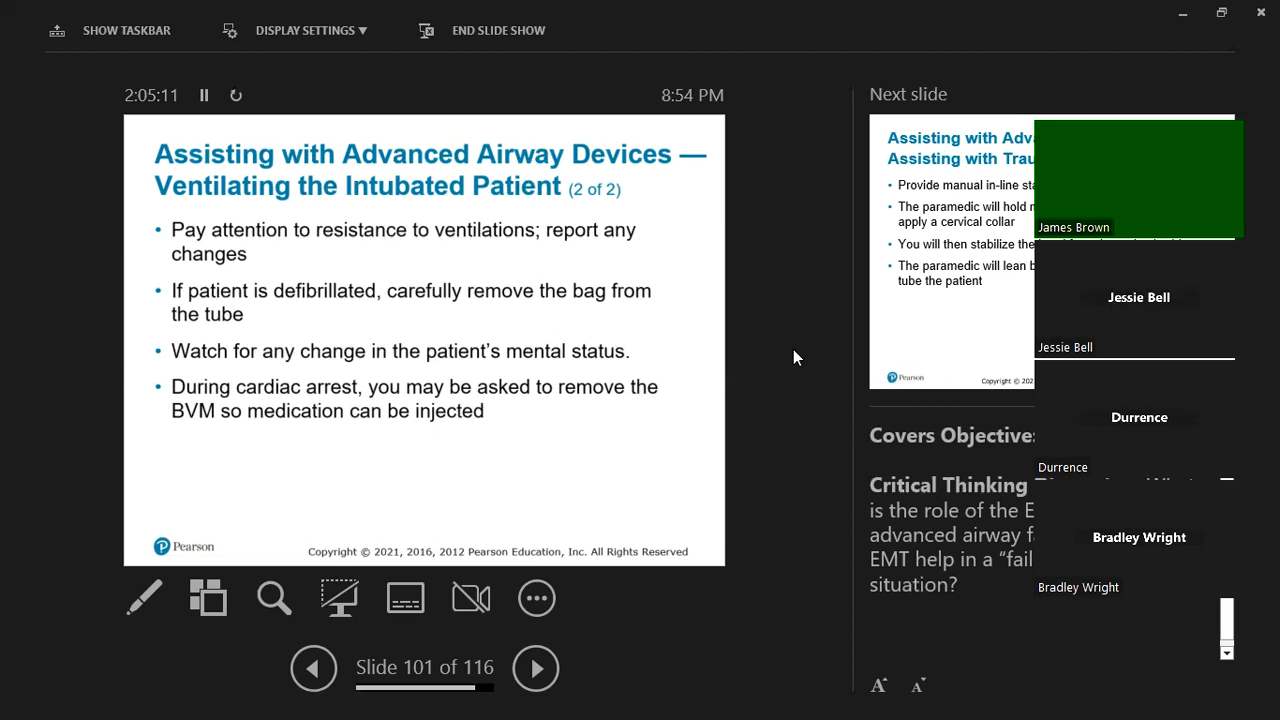 SHOW TASKBAR DISPLAY SETTINGS ▼ END SLIDE SHOW
2:05:11 8:54 PM
Assisting with Advanced Airway Devices —
Ventilating the Intubated Patient (2 of 2)
• Pay attention to resistance to ventilations; report any
changes
• If patient is defibrillated, carefully remove the bag from
the tube
• Watch for any change in the patient’s mental status.
• During cardiac arrest, you may be asked to remove the
BVM so medication can be injected
Pearson Copyright © 2021, 2016, 2012 Pearson Education, Inc. All Rights Reserved
Slide 101 of 116
Next slide
Assisting with Adv
Assisting with Trau
• Provide manual in-line sta
• The paramedic will hold m
apply a cervical collar
• You will then stabilize the
• The paramedic will lean b
tube the patient
Pearson Copyright © 202
Covers Objectives
Critical Thinking
is the role of the E
advanced airway fa
EMT help in a “fail
situation?
James Brown
Jessie Bell
Jessie Bell
Durrence
Durrence
Bradley Wright
Bradley Wright
A A